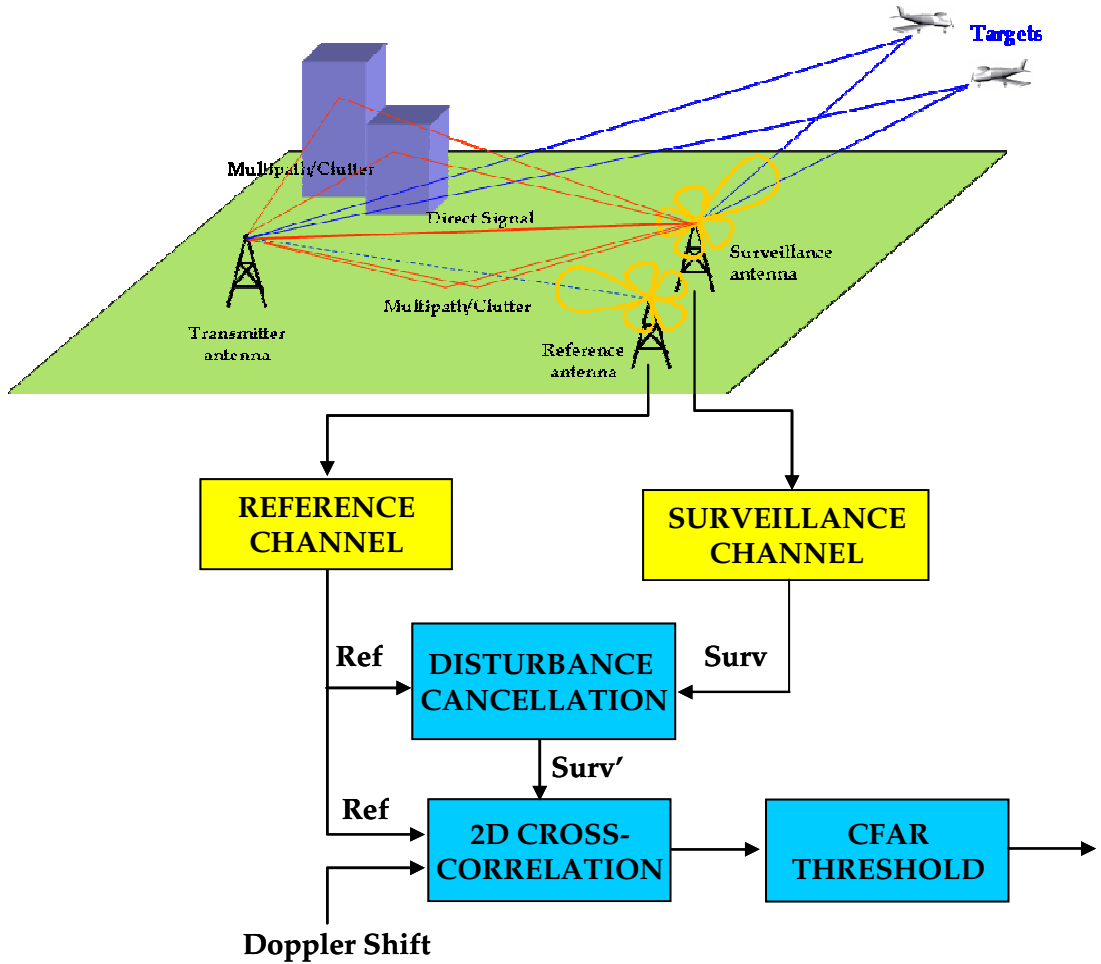 Targets
Multipath/Clutter
Direct Signal
Surveillance
antenna
Multipath/Clutter
Transmitter
antenna
Reference
antenna
REFERENCE
CHANNEL
SURVEILLANCE
CHANNEL
Ref
DISTURBANCE
CANCELLATION
Surv
Surv’
Ref
2D CROSS-
CORRELATION
CFAR
THRESHOLD
Doppler Shift